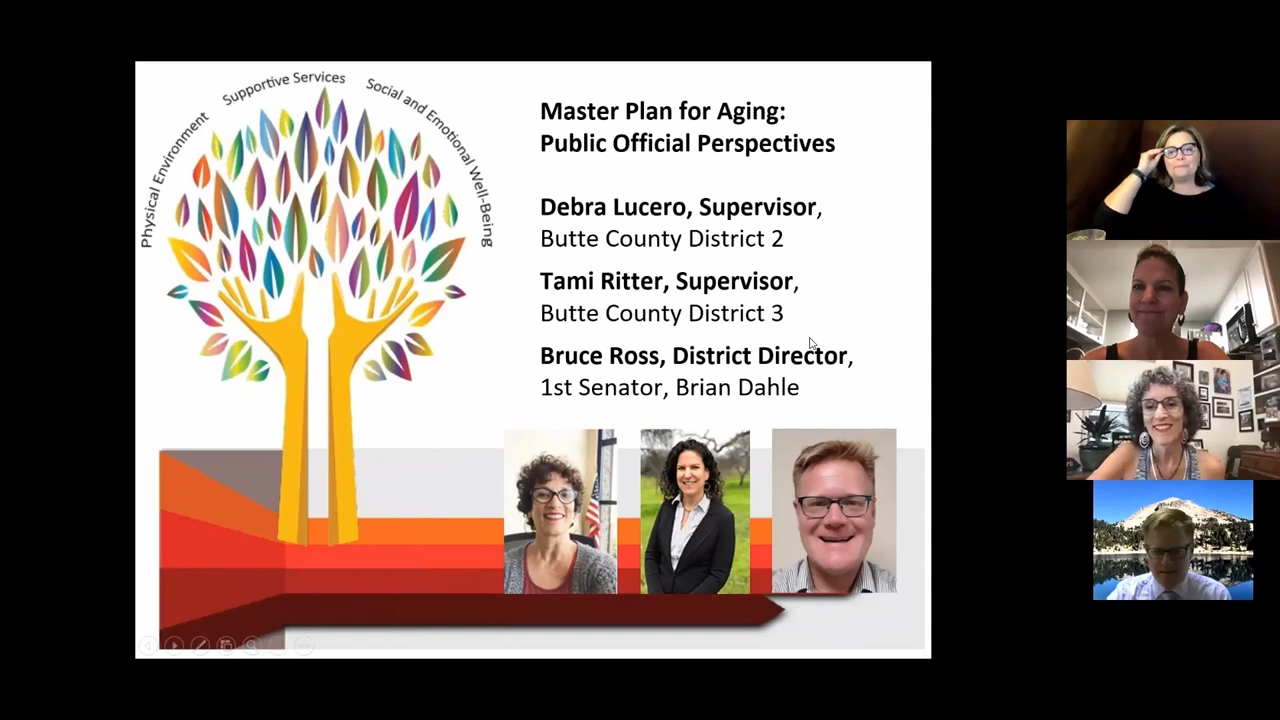 Physical Environment
Supportive Services
Social and Emotional Well-Being
Master Plan for Aging:
Public Official Perspectives
Debra Lucero, Supervisor,
Butte County District 2
Tami Ritter, Supervisor,
Butte County District 3
Bruce Ross, District Director,
1st Senator, Brian Dahle